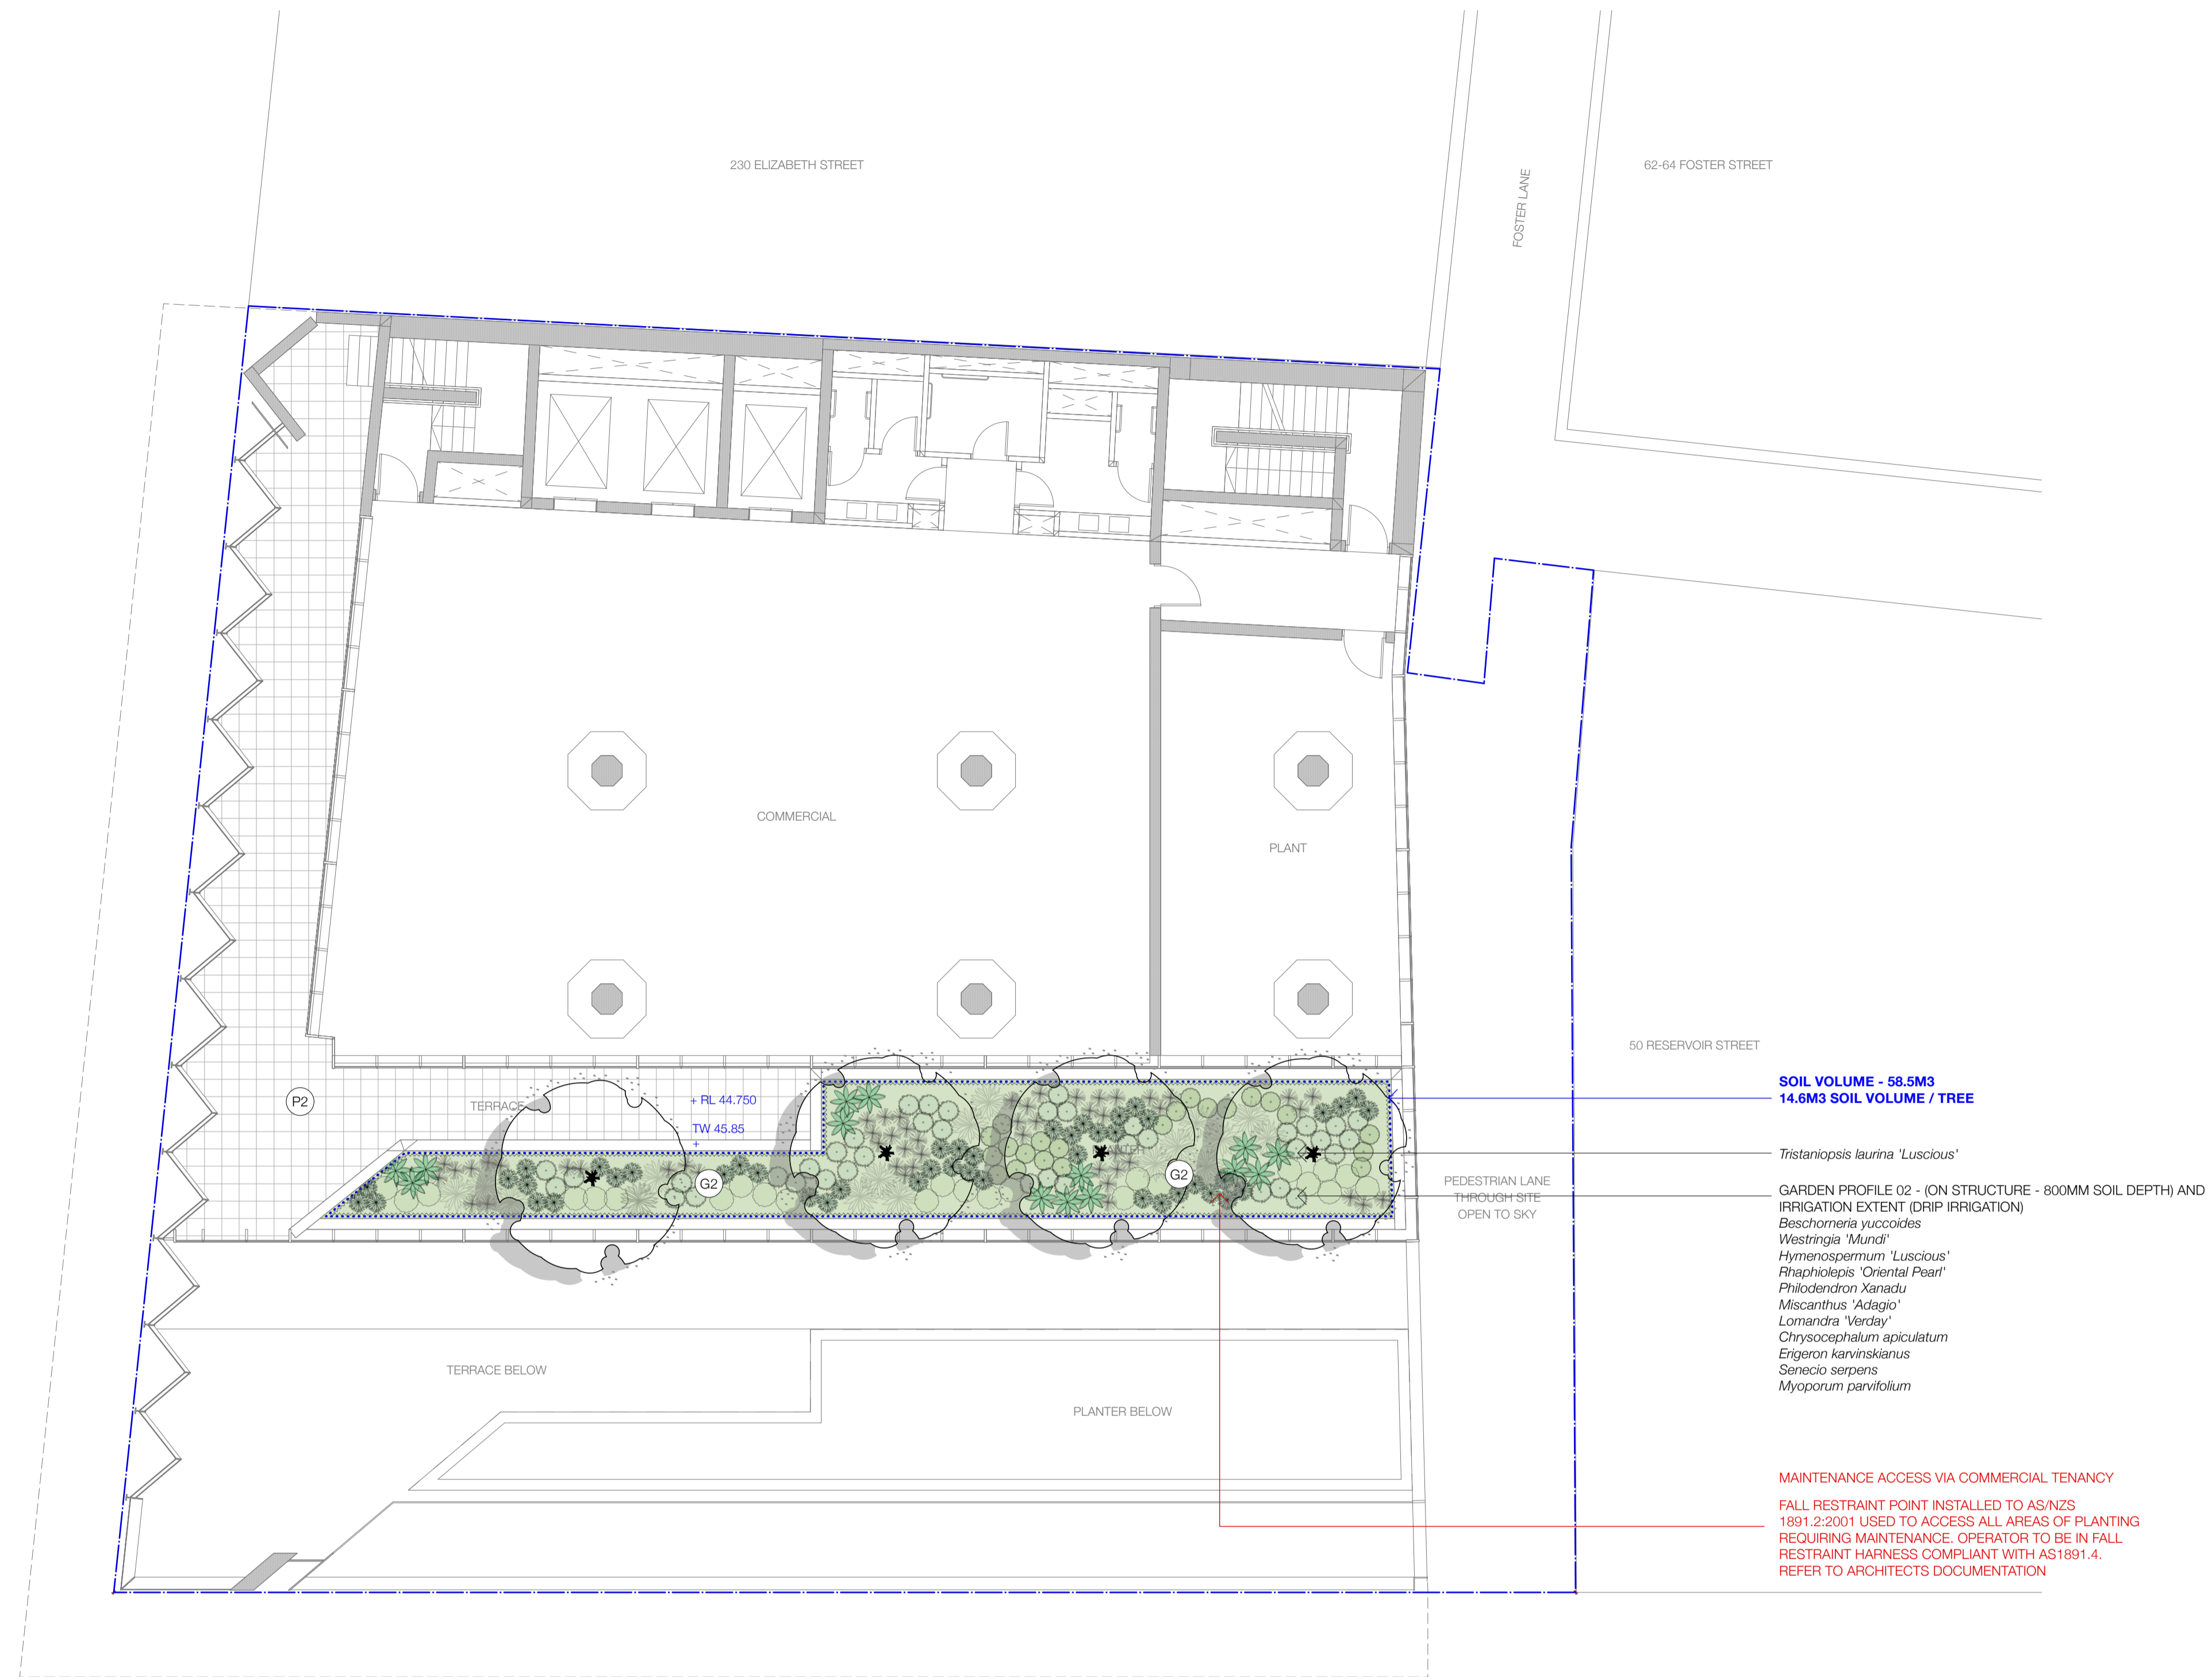 230 ELIZABETH STREET
62-64 FOSTER STREET
FOSTER LANE
COMMERCIAL
PLANT
50 RESERVOIR STREET
P2
TERRACE
+ RL 44.750
TW 45.85
+
G2
G2
PEDESTRIAN LANE
THROUGH SITE
OPEN TO SKY
SOIL VOLUME - 58.5M3
14.6M3 SOIL VOLUME / TREE
Tristaniopsis laurina 'Luscious'
GARDEN PROFILE 02 - (ON STRUCTURE - 800MM SOIL DEPTH) AND
IRRIGATION EXTENT (DRIP IRRIGATION)
Beschorneria yuccoides
Westringia 'Mundi'
Hymenospermum 'Luscious'
Rhaphiolepis 'Oriental Pearl'
Philodendron Xanadu
Miscanthus 'Adagio'
Lomandra 'Verday'
Chrysocephalum apiculatum
Erigeron karvinskianus
Senecio serpens
Myoporum parvifolium
TERRACE BELOW
PLANTER BELOW
MAINTENANCE ACCESS VIA COMMERCIAL TENANCY
FALL RESTRAINT POINT INSTALLED TO AS/NZS
1891.2:2001 USED TO ACCESS ALL AREAS OF PLANTING
REQUIRING MAINTENANCE. OPERATOR TO BE IN FALL
RESTRAINT HARNESS COMPLIANT WITH AS1891.4.
REFER TO ARCHITECTS DOCUMENTATION